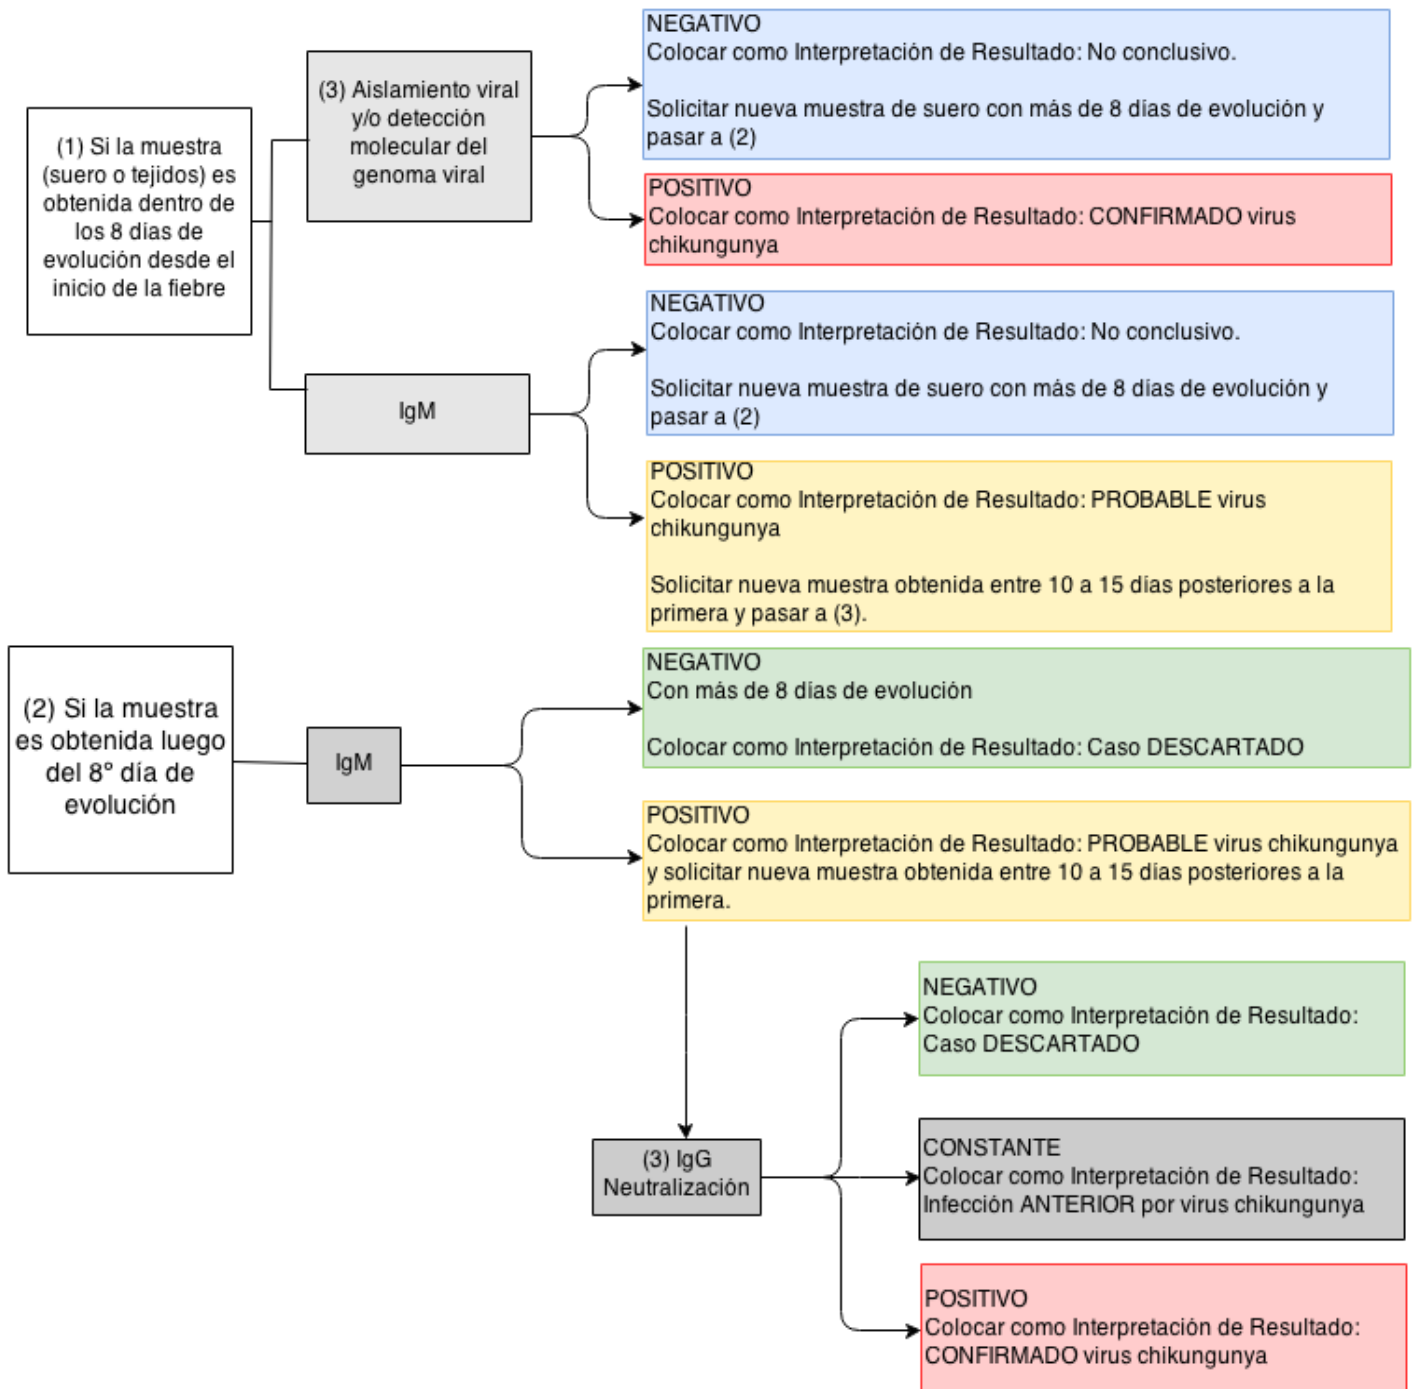 (1) Si la muestra
(suero o tejidos) es
obtenida dentro de
los 8 días de
evolución desde el
inicio de la fiebre
(3) Aislamiento viral
y/o detección
molecular del
genoma viral
NEGATIVO
Colocar como Interpretación de Resultado: No conclusivo.
Solicitar nueva muestra de suero con más de 8 días de evolución y
pasar a (2)
POSITIVO
Colocar como Interpretación de Resultado: CONFIRMADO virus
chikungunya
IgM
NEGATIVO
Colocar como Interpretación de Resultado: No conclusivo.
Solicitar nueva muestra de suero con más de 8 días de evolución y
pasar a (2)
POSITIVO
Colocar como Interpretación de Resultado: PROBABLE virus
chikungunya
Solicitar nueva muestra obtenida entre 10 a 15 días posteriores a la
primera y pasar a (3).
(2) Si la muestra
es obtenida luego
del 8° día de
evolución
IgM
NEGATIVO
Con más de 8 días de evolución
Colocar como Interpretación de Resultado: Caso DESCARTADO
POSITIVO
Colocar como Interpretación de Resultado: PROBABLE virus chikungunya
y solicitar nueva muestra obtenida entre 10 a 15 días posteriores a la
primera.
(3) IgG
Neutralización
NEGATIVO
Colocar como Interpretación de Resultado:
Caso DESCARTADO
CONSTANTE
Colocar como Interpretación de Resultado:
Infección ANTERIOR por virus chikungunya
POSITIVO
Colocar como Interpretación de Resultado:
CONFIRMADO virus chikungunya